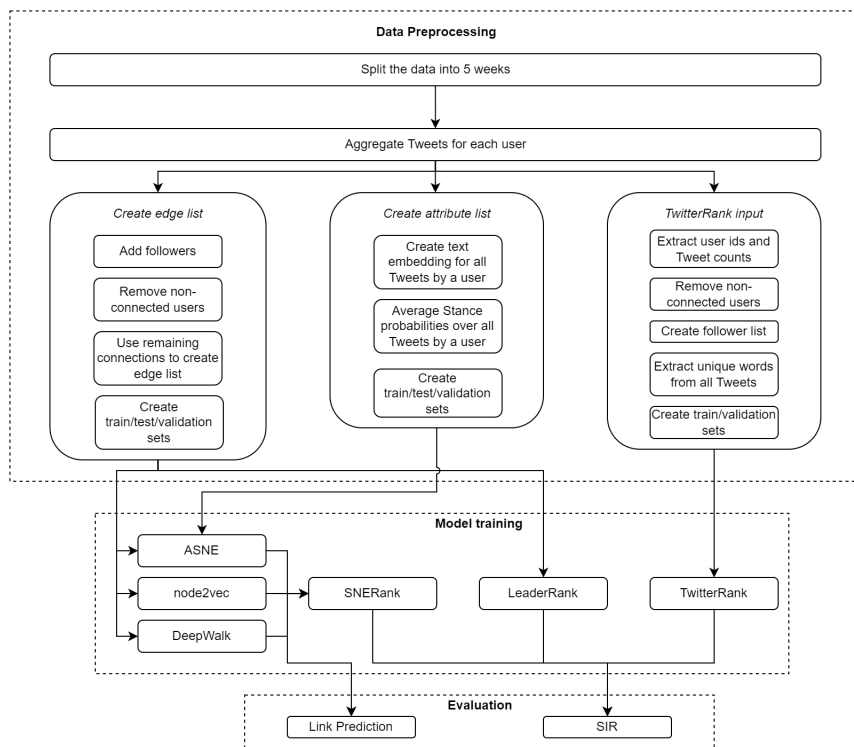 Data Preprocessing
Split the data into 5 weeks
Aggregate Tweets for each user
Create edge list
Add followers
Remove non-
connected users
Use remaining
connections to create
edge list
Create
train/test/validation
sets
Create attribute list
Create text
embedding for all
Tweets by a user
Average Stance
probabilities over all
Tweets by a user
Create
train/test/validation
sets
TwitterRank input
Extract user ids and
Tweet counts
Remove non-
connected users
Create follower list
Extract unique words
from all Tweets
Create train/validation
sets
Model training
ASNE
node2vec
DeepWalk
SNERank
LeaderRank
TwitterRank
Evaluation
Link Prediction
SIR